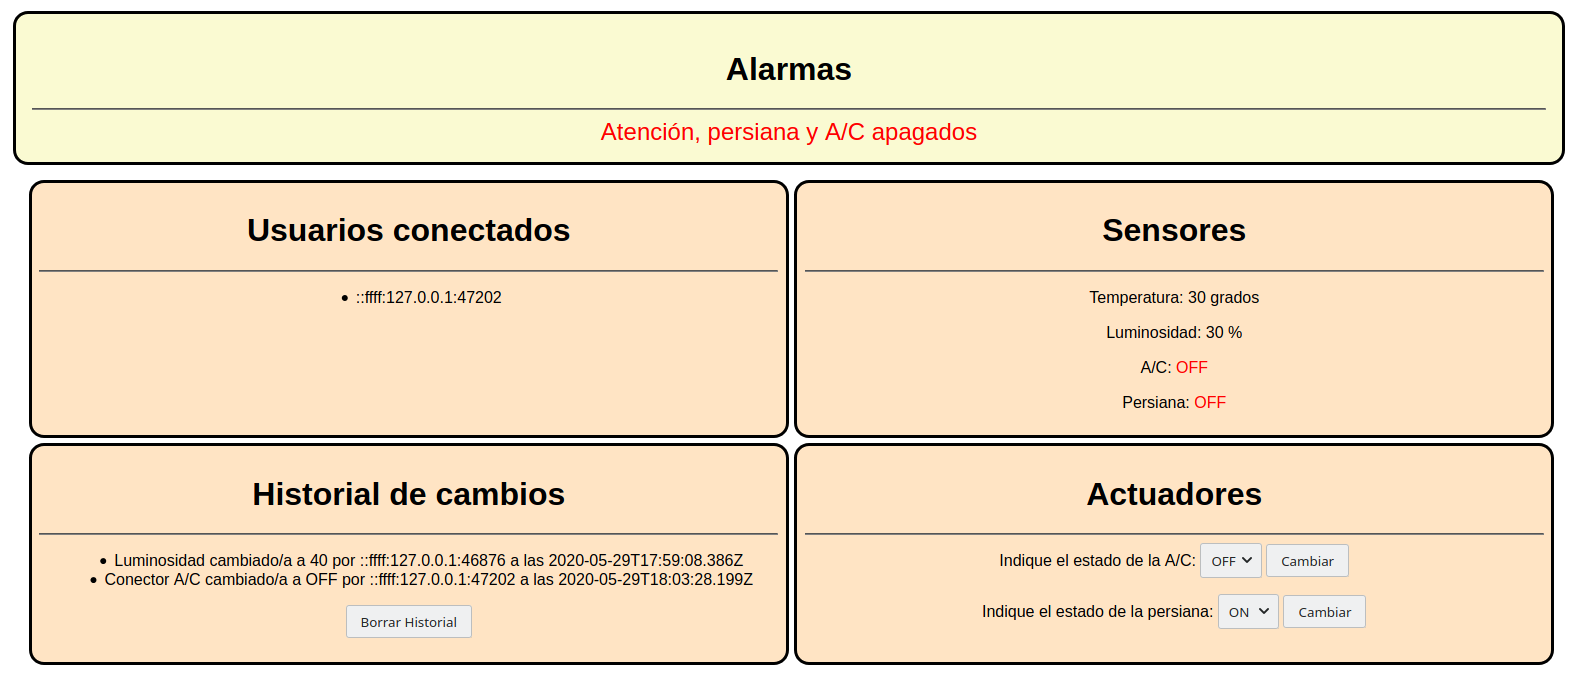 Alarmas
Atención, persiana y A/C apagados
Usuarios conectados
::ffff:127.0.0.1:47202
Sensores
Temperatura: 30 grados
Luminosidad: 30 %
A/C: OFF
Persiana: OFF
Historial de cambios
Luminosidad cambiado/a a 40 por ::ffff:127.0.0.1:46876 a las 2020-05-29T17:59:08.386Z
Conector A/C cambiado/a a OFF por ::ffff:127.0.0.1:47202 a las 2020-05-29T18:03:28.199Z
Borrar Historial
Actuadores
Indique el estado de la A/C: OFF Cambiar
Indique el estado de la persiana: ON Cambiar